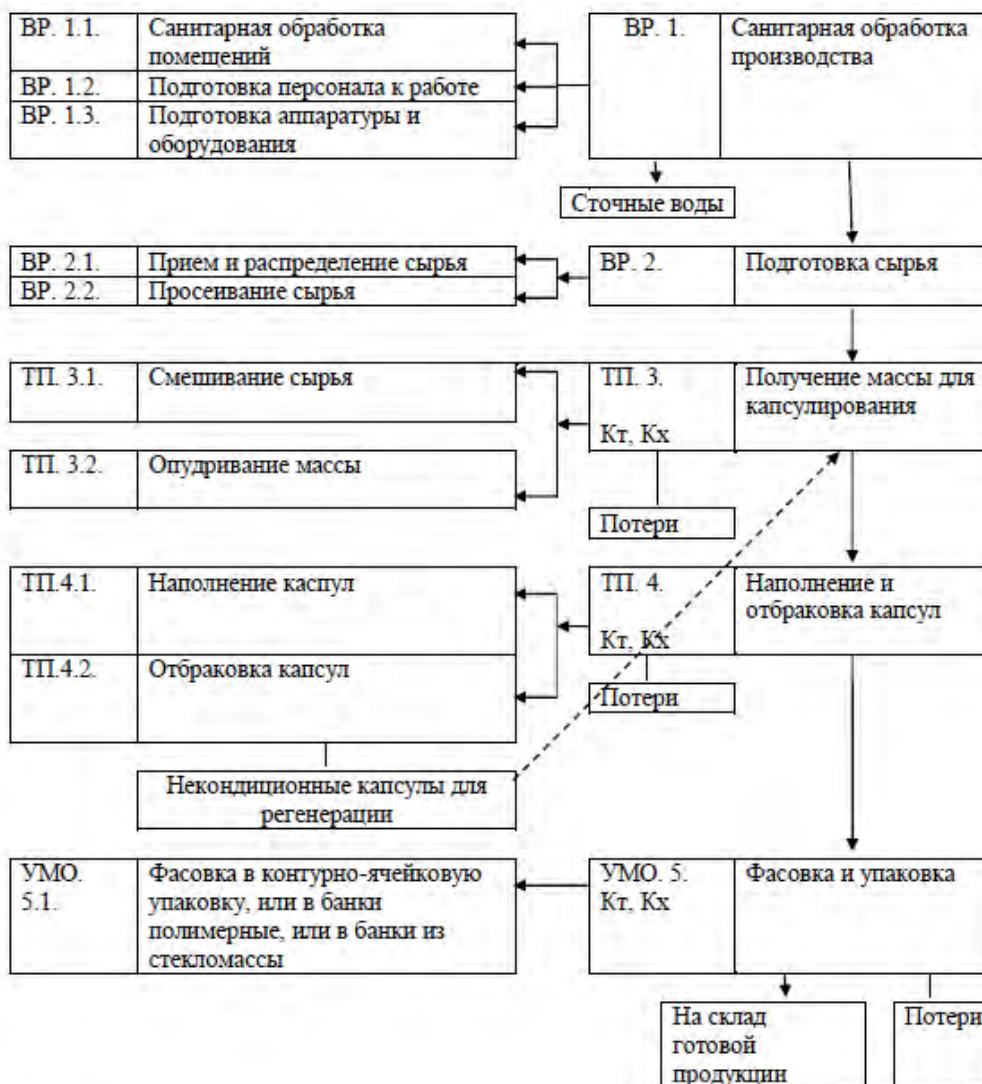 ВР. 1.1. Санитарная обработка
помещений
ВР. 1.2. Подготовка персонала к работе
ВР. 1.3. Подготовка аппаратуры и
оборудования
ВР. 1. Санитарная обработка
производства
Сточные воды
ВР. 2.1. Прием и распределение сырья
ВР. 2.2. Просеивание сырья
ВР. 2. Подготовка сырья
ТП. 3.1. Смешивание сырья
ТП. 3.2. Опудривание массы
ТП. 3. Получение массы для
капсулирования
Кт, Кх
Потери
ТП.4.1. Наполнение каспул
ТП.4.2. Отбраковка капсул
ТП. 4. Наполнение и
отбраковка капсул
Кт, Кх
Потери
Некондиционные капсулы для
регенерации
УМО.
5.1.
Фасовка в контурно-ячейковую
упаковку, или в банки
полимерные, или в банки из
стекломассы
УМО. 5. Фасовка и упаковка
Кт, Кх
На склад
готовой
продукции
Потери